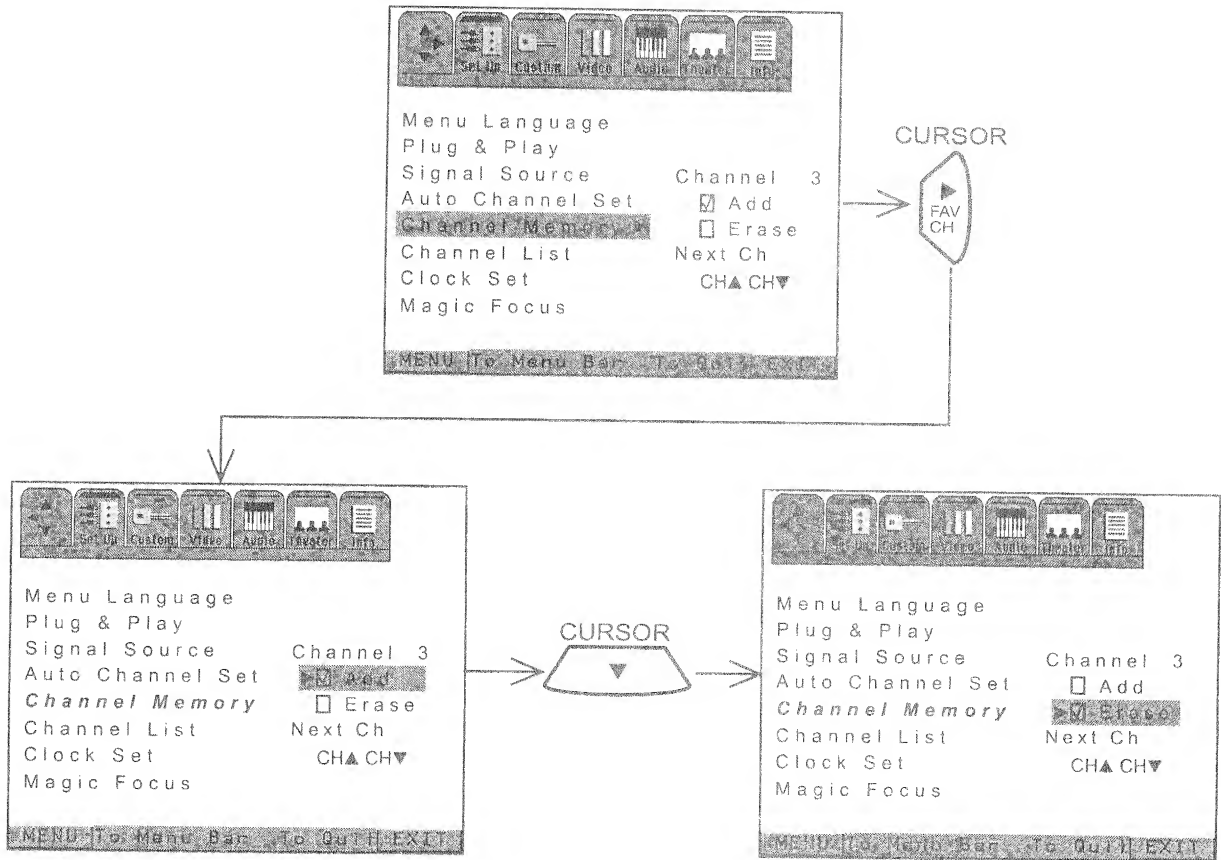 Set Up Custom Video Audio Theater Info
Menu Language
Plug & Play
Signal Source
Auto Channel Set
Channel Memory
Channel List
Clock Set
Magic Focus
Channel 3
☑ Add
☐ Erase
Next Ch
CH▲ CH▼
MENU To Menu Bar To Quit EXIT
CURSOR
▶
FAV
CH
Set Up Custom Video Audio Theater Info
Menu Language
Plug & Play
Signal Source
Auto Channel Set
Channel Memory
Channel List
Clock Set
Magic Focus
Channel 3
▶☑ Add
☐ Erase
Next Ch
CH▲ CH▼
MENU To Menu Bar To Quit EXIT
CURSOR
▼
Set Up Custom Video Audio Theater Info
Menu Language
Plug & Play
Signal Source
Auto Channel Set
Channel Memory
Channel List
Clock Set
Magic Focus
Channel 3
☐ Add
▶☑ Erase
Next Ch
CH▲ CH▼
MENU To Menu Bar To Quit EXIT